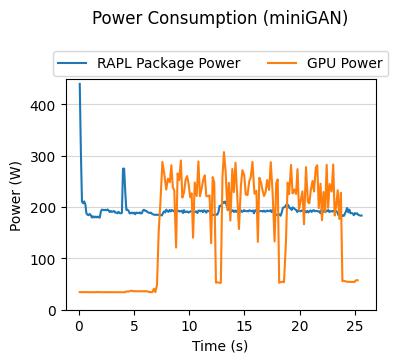 Power Consumption (miniGAN)
RAPL Package Power
GPU Power
400
300
200
100
0
Power (W)
0 5 10 15 20 25
Time (s)